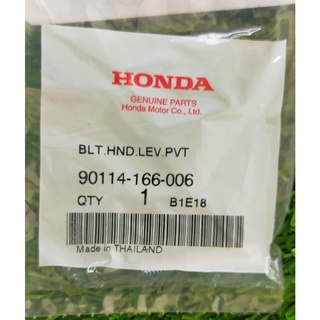 HONDA
GENUINE PARTS
Honda Motor Co., Ltd.
BLT.HND.LEV.PVT
90114-166-006
QTY 1 B1E18
Made in THAILAND